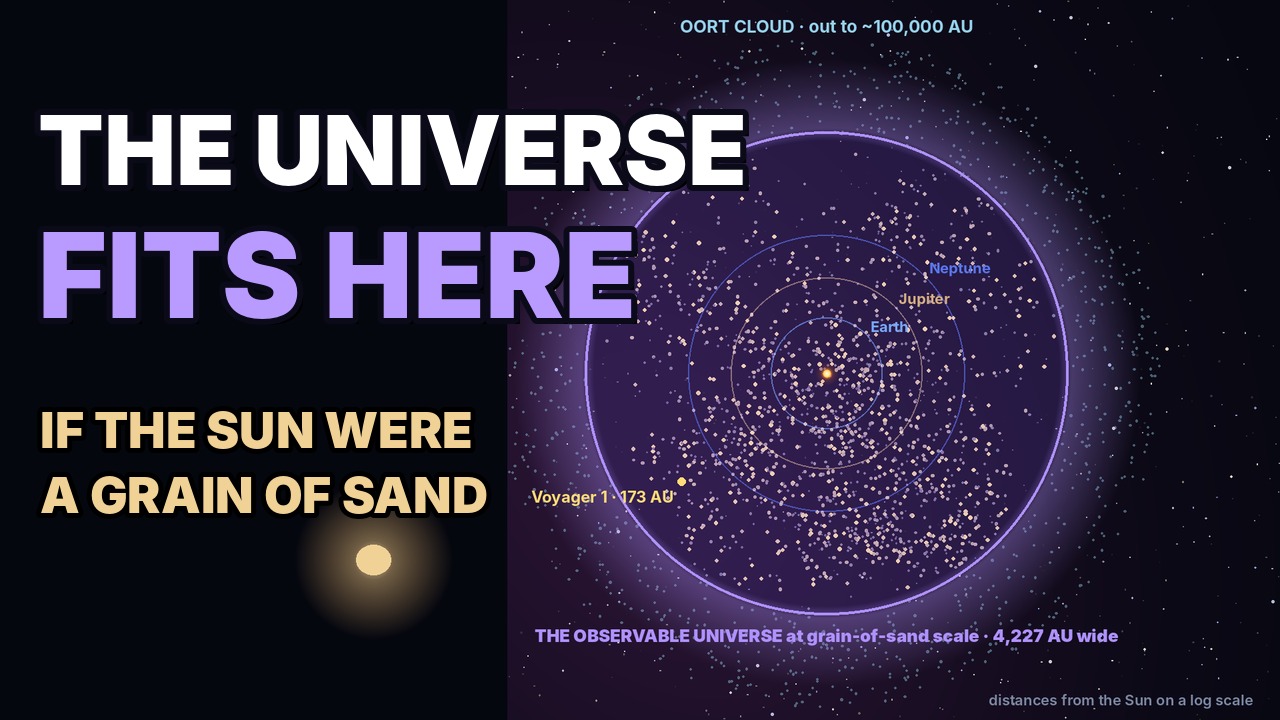 OORT CLOUD · out to ~100,000 AU
THE UNIVERSE
FITS HERE
Neptune
Jupiter
Earth
IF THE SUN WERE
A GRAIN OF SAND
Voyager 1 · 173 AU
THE OBSERVABLE UNIVERSE at grain-of-sand scale · 4,227 AU wide
distances from the Sun on a log scale